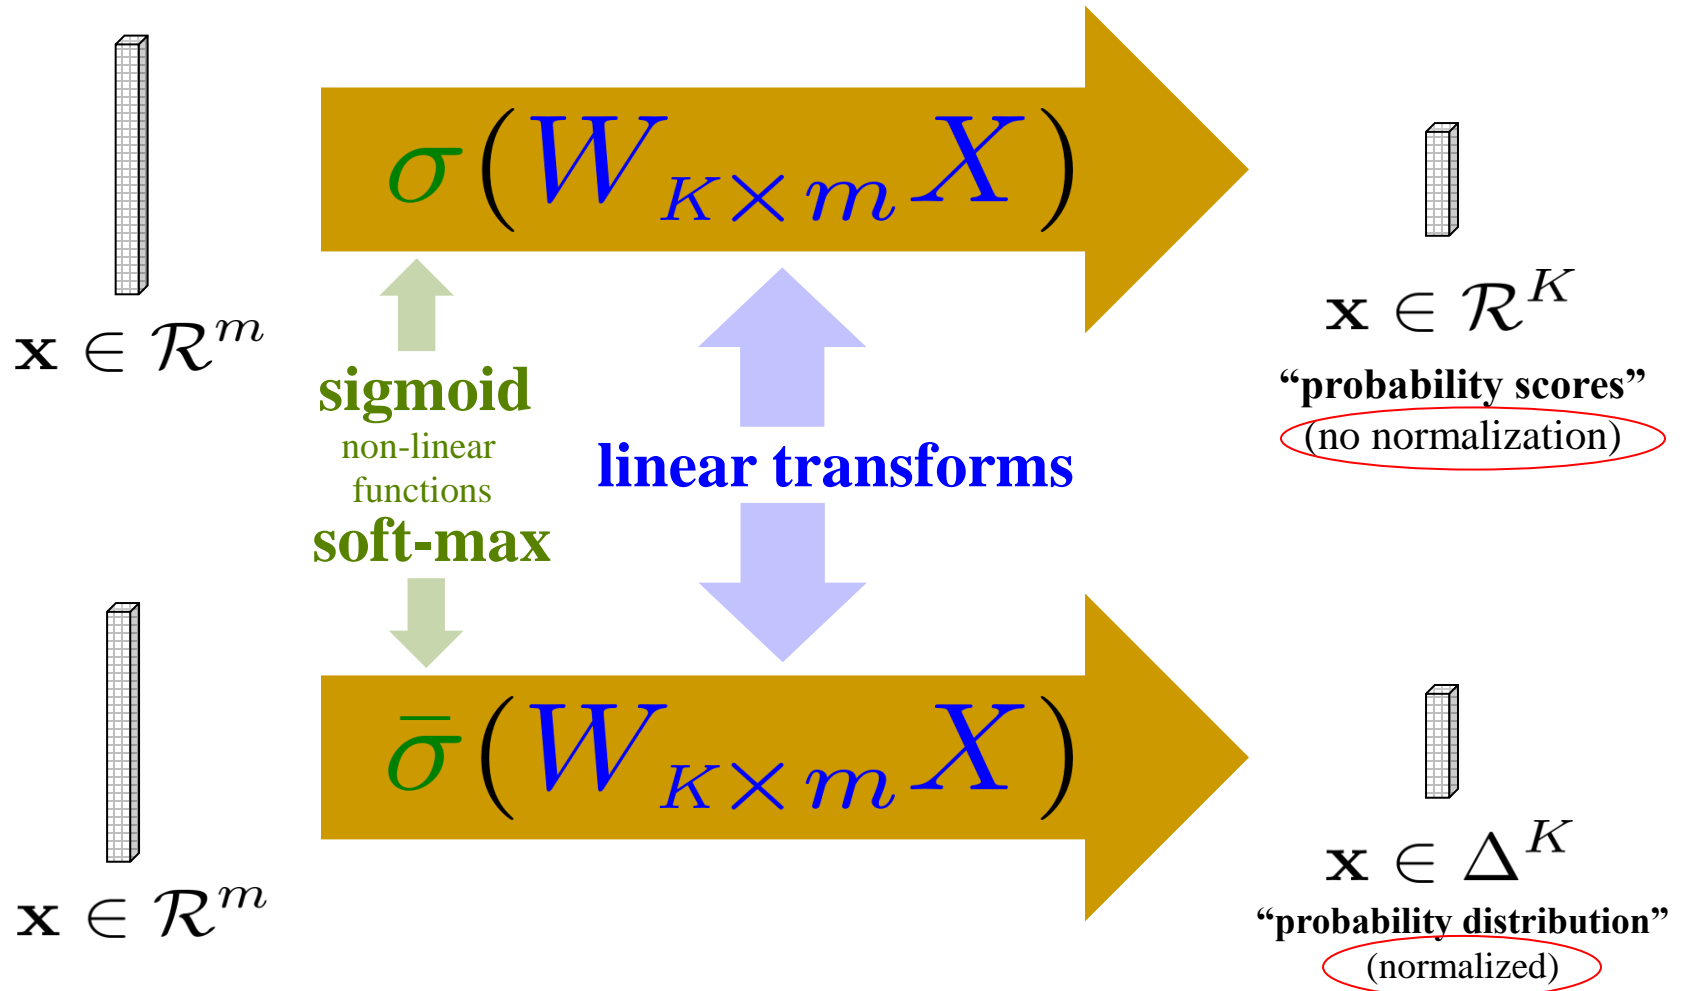 σ(W_{K×m}X)
x ∈ ℛ^m
x ∈ ℛ^K
“probability scores”
(no normalization)
sigmoid
non-linear
functions
soft-max
linear transforms
σ̄(W_{K×m}X)
x ∈ ℛ^m
x ∈ Δ^K
“probability distribution”
(normalized)